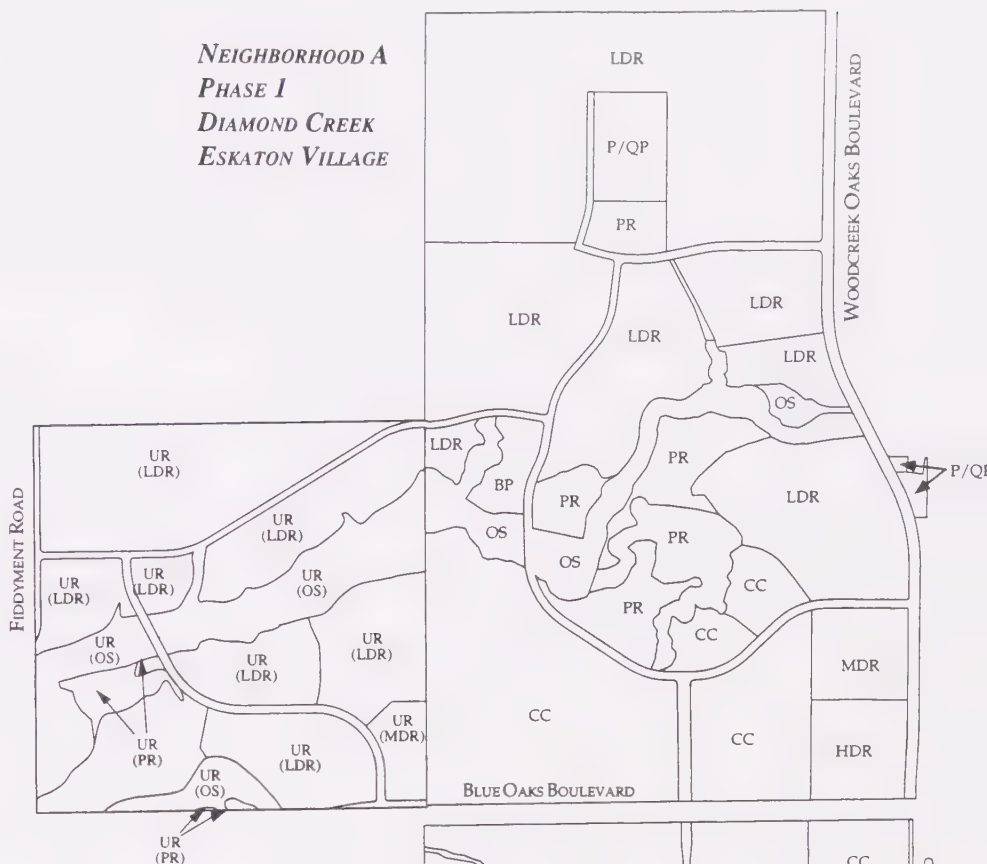 NEIGHBORHOOD A
PHASE 1
DIAMOND CREEK
ESKATON VILLAGE
LDR
P/QP
PR
WOODCREEK OAKS BOULEVARD
LDR
LDR
LDR
LDR
OS
UR
(LDR)
LDR
BP
PR
PR
LDR
P/QP
FIDDYMENT ROAD
UR
(LDR)
OS
OS
PR
UR
(LDR)
UR
(LDR)
UR
(OS)
PR
CC
UR
(OS)
UR
(LDR)
UR
(LDR)
CC
MDR
UR
(PR)
UR
(LDR)
UR
(MDR)
CC
CC
HDR
UR
(OS)
BLUE OAKS BOULEVARD
UR
(PR)
CC